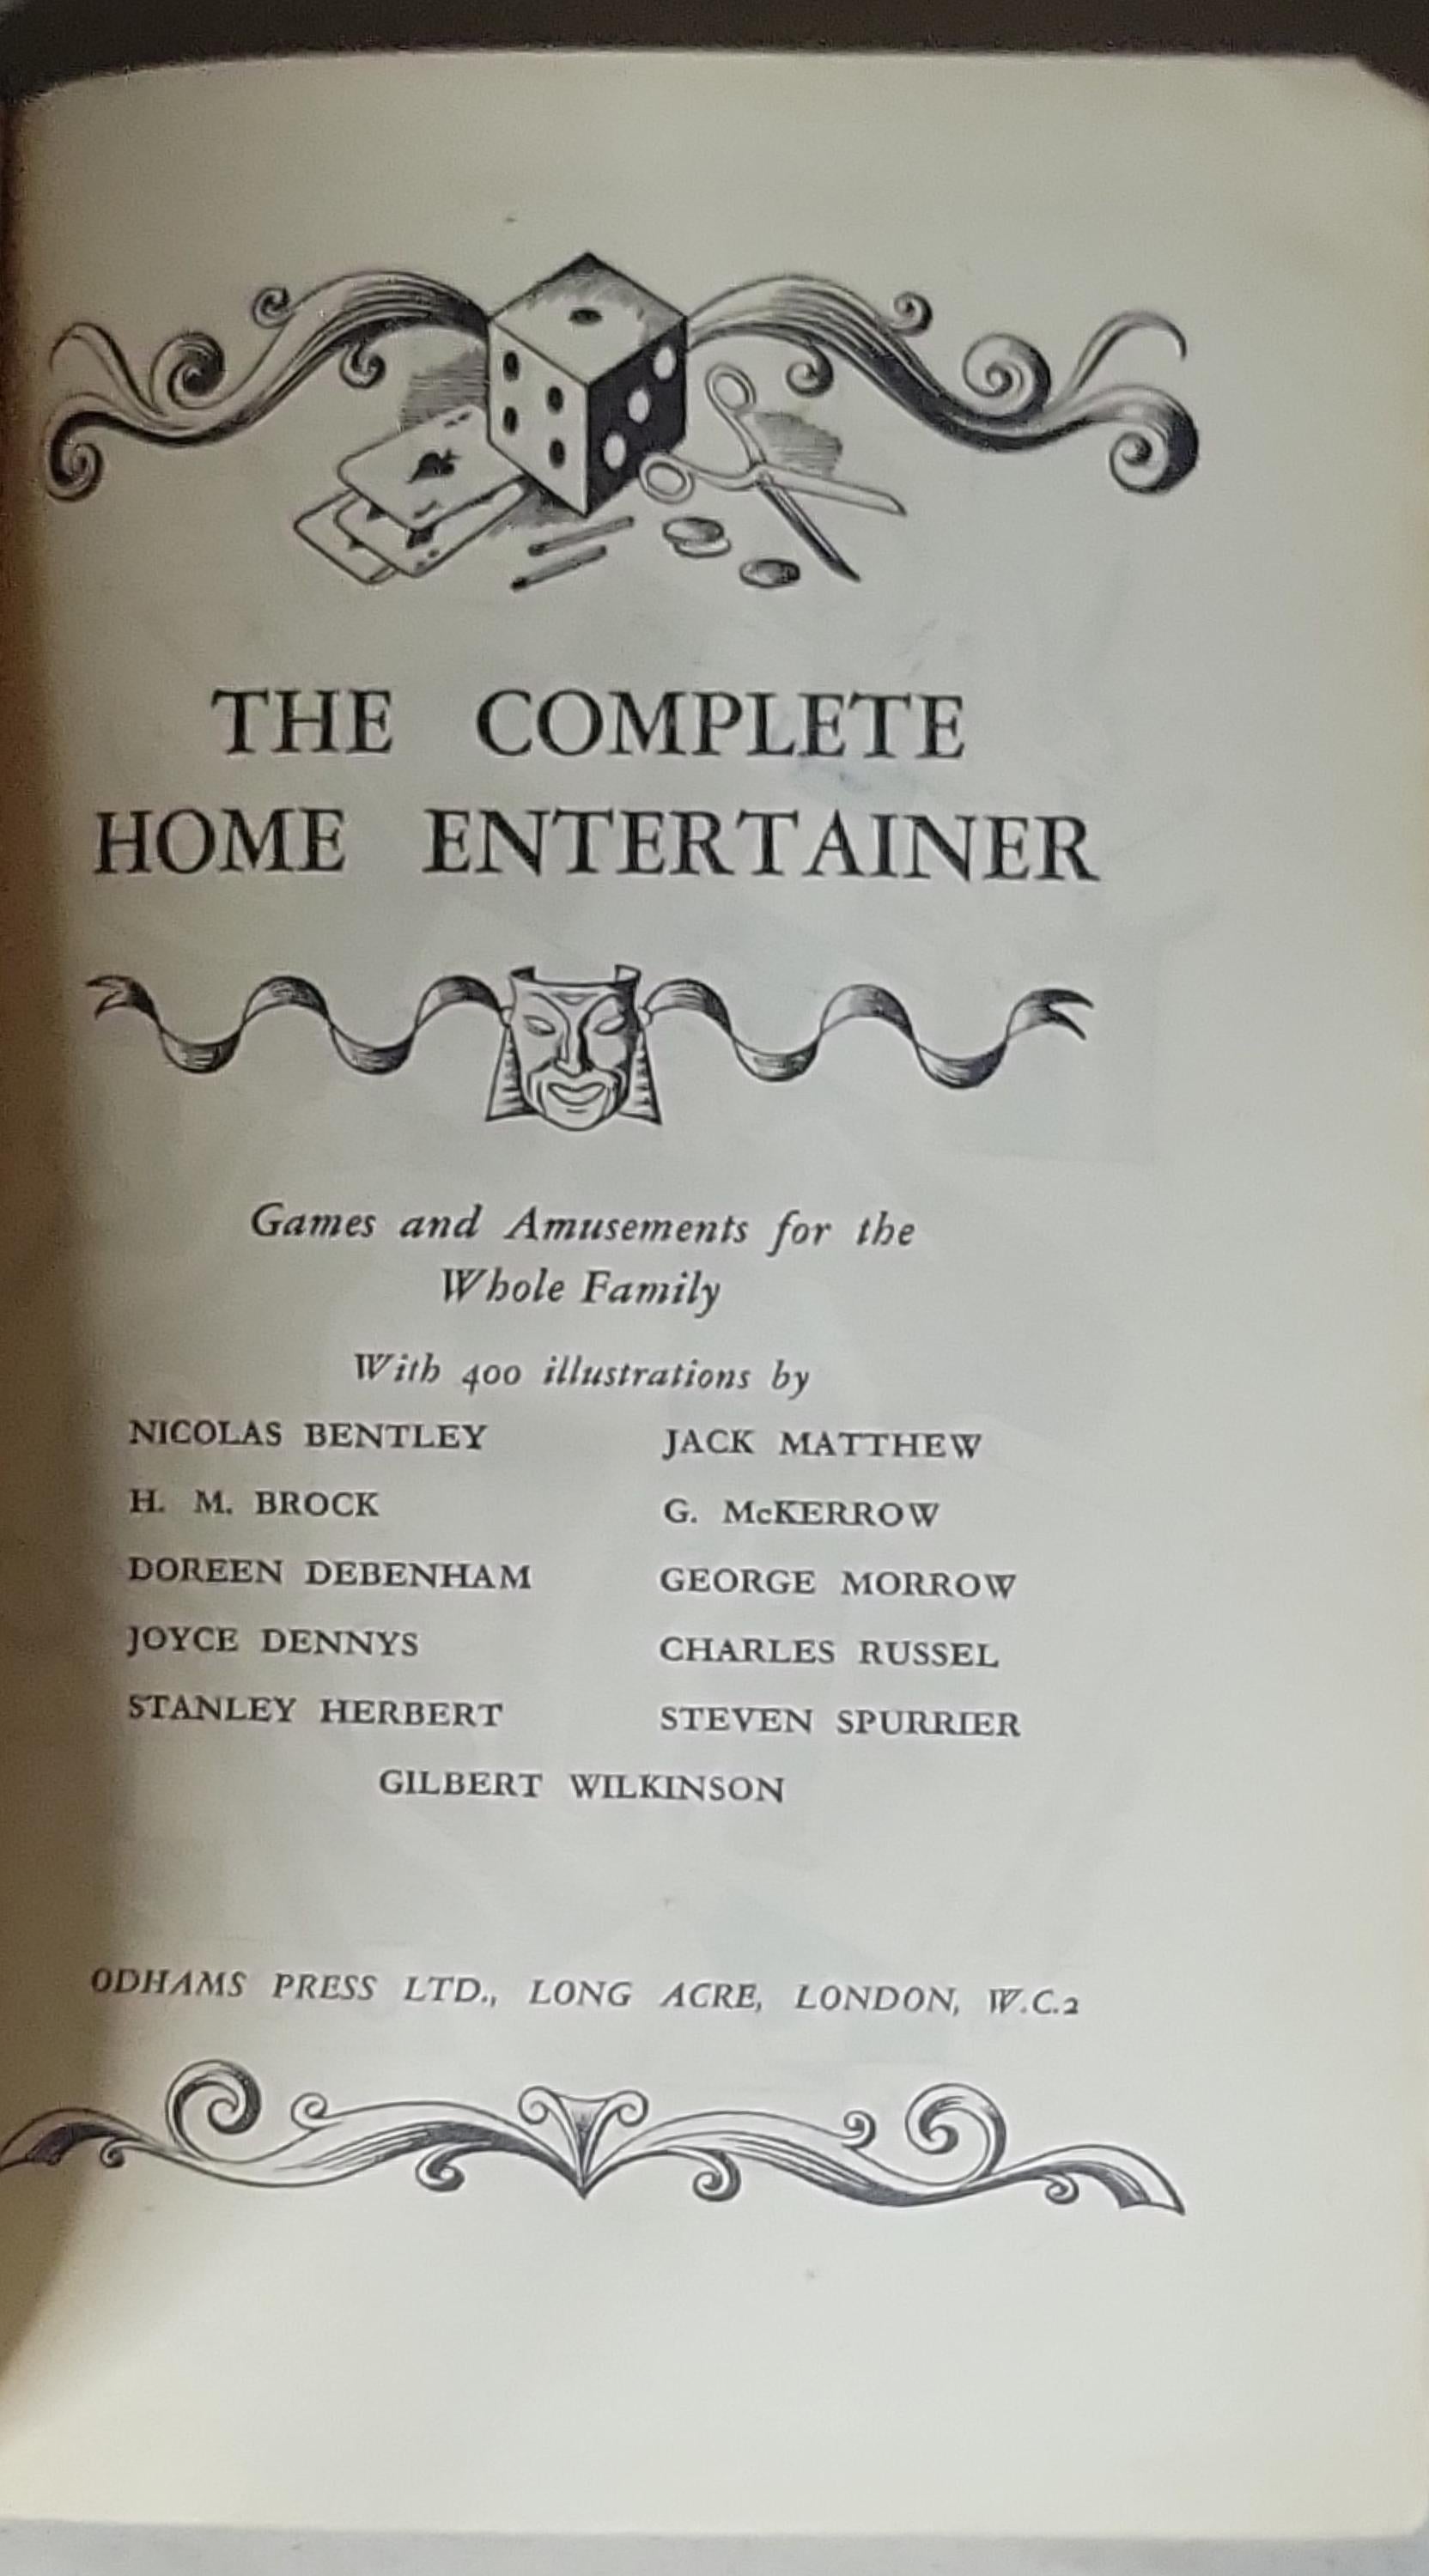 THE COMPLETE
HOME ENTERTAINER
Games and Amusements for the
Whole Family
With 400 illustrations by
NICOLAS BENTLEY JACK MATTHEW
H. M. BROCK G. McKERROW
DOREEN DEBENHAM GEORGE MORROW
JOYCE DENNYS CHARLES RUSSEL
STANLEY HERBERT STEVEN SPURRIER
GILBERT WILKINSON
ODHAMS PRESS LTD., LONG ACRE, LONDON, W.C.2